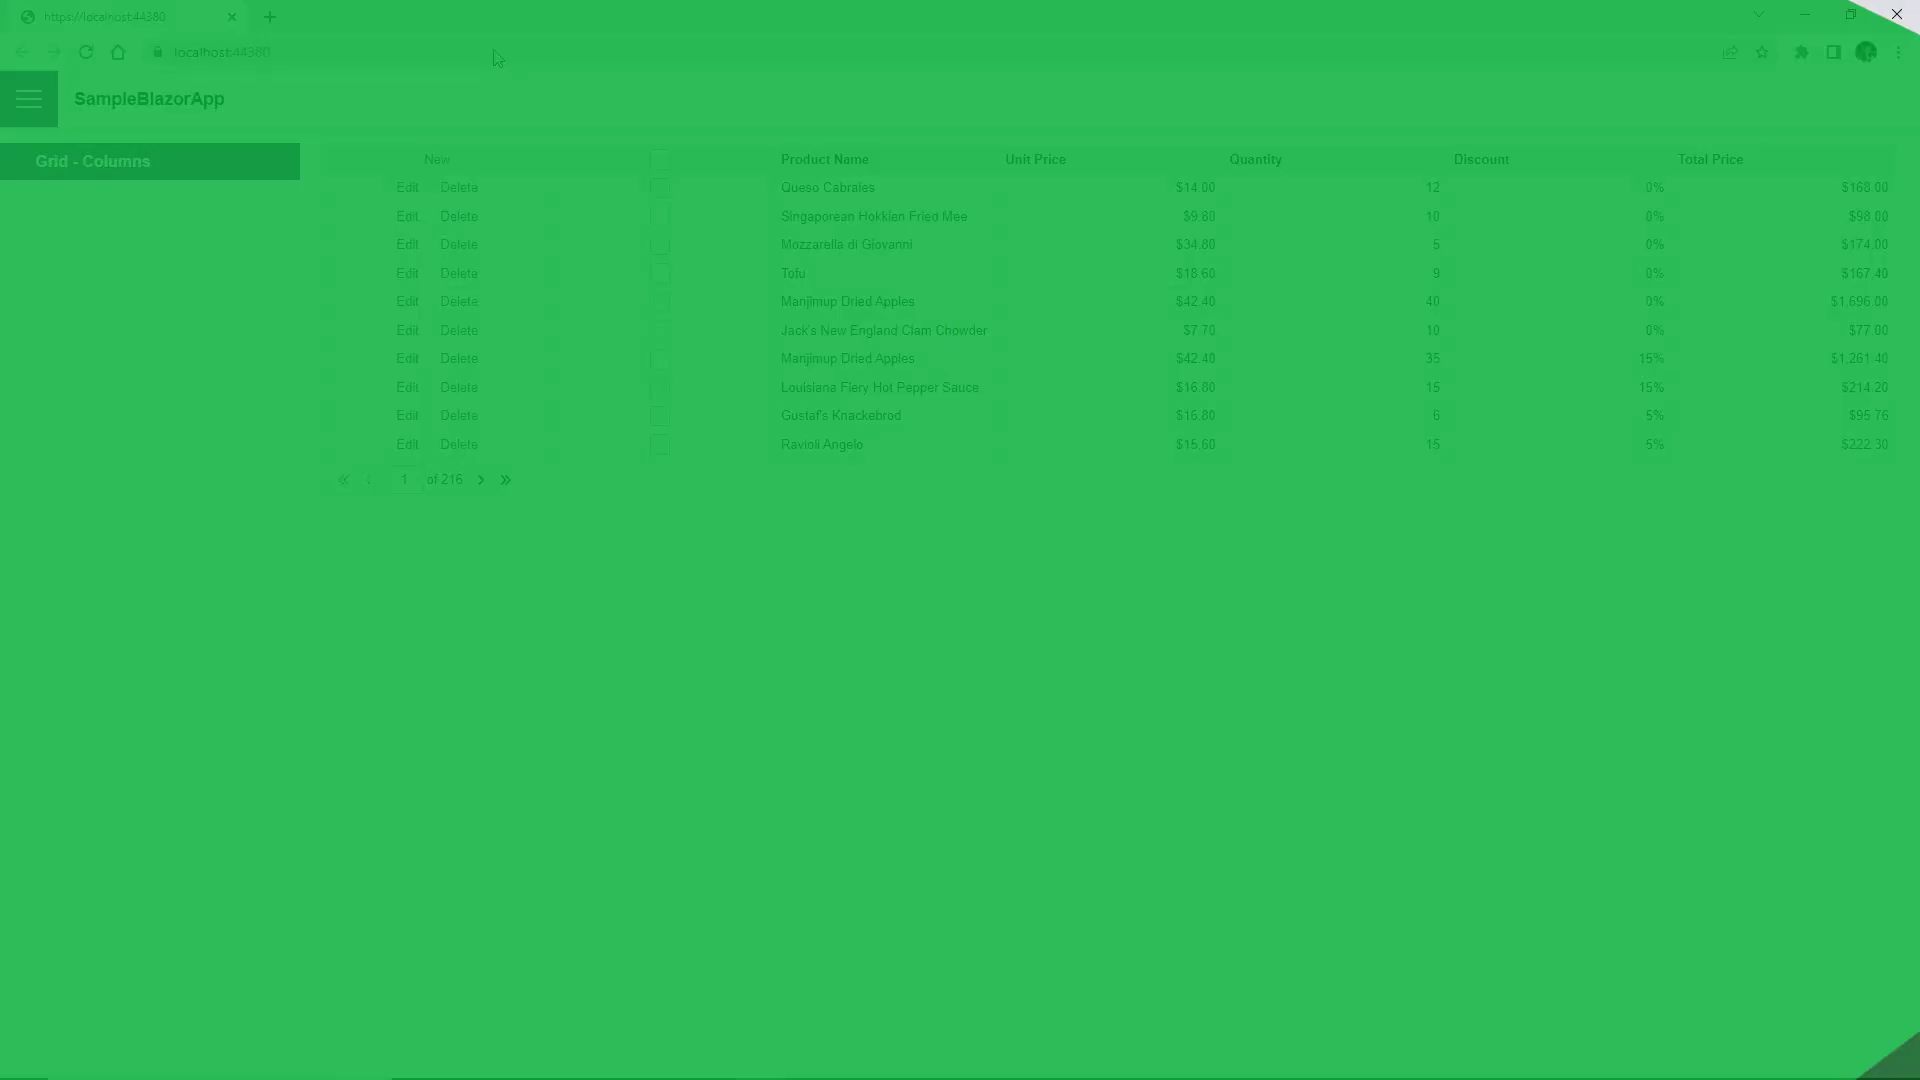 https://localhost:44380
localhost:44380
SampleBlazorApp
Grid - Columns
New Product Name Unit Price Quantity Discount Total Price
Edit Delete Queso Cabrales $14.00 12 0% $168.00
Edit Delete Singaporean Hokkien Fried Mee $9.80 10 0% $98.00
Edit Delete Mozzarella di Giovanni $34.80 5 0% $174.00
Edit Delete Tofu $18.60 9 0% $167.40
Edit Delete Manjimup Dried Apples $42.40 40 0% $1,696.00
Edit Delete Jack's New England Clam Chowder $7.70 10 0% $77.00
Edit Delete Manjimup Dried Apples $42.40 35 15% $1,261.40
Edit Delete Louisiana Fiery Hot Pepper Sauce $16.80 15 15% $214.20
Edit Delete Gustaf's Knackebrod $16.80 6 5% $95.76
Edit Delete Ravioli Angelo $15.60 15 5% $222.30
1 of 216